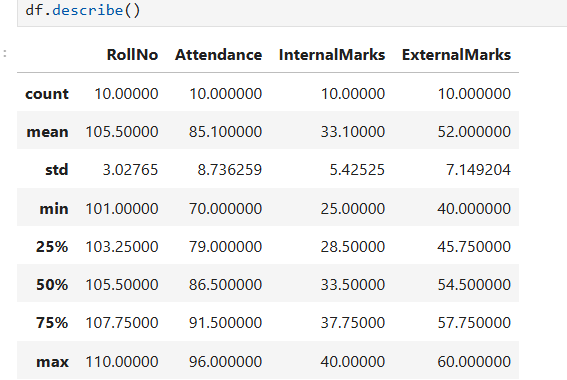 df.describe()
:
RollNo Attendance InternalMarks ExternalMarks
count 10.00000 10.000000 10.00000 10.000000
mean 105.50000 85.100000 33.10000 52.000000
std 3.02765 8.736259 5.42525 7.149204
min 101.00000 70.000000 25.00000 40.000000
25% 103.25000 79.000000 28.50000 45.750000
50% 105.50000 86.500000 33.50000 54.500000
75% 107.75000 91.500000 37.75000 57.750000
max 110.00000 96.000000 40.00000 60.000000